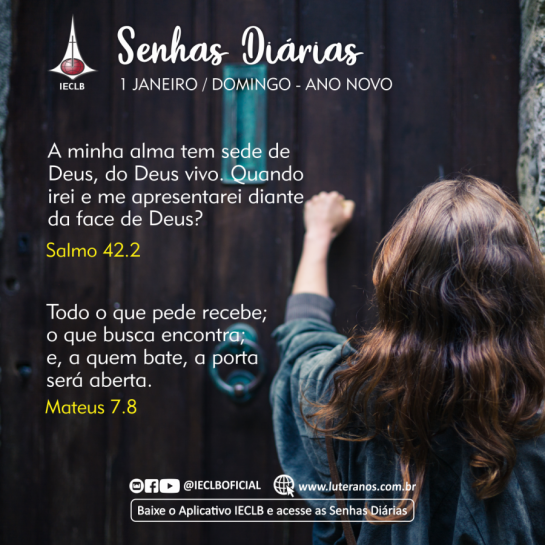 IECLB
Senhas Diárias
1 JANEIRO / DOMINGO - ANO NOVO
A minha alma tem sede de
Deus, do Deus vivo. Quando
irei e me apresentarei diante
da face de Deus?
Salmo 42.2
Todo o que pede recebe;
o que busca encontra;
e, a quem bate, a porta
será aberta.
Mateus 7.8
@IECLBOFICIAL www.luteranos.com.br
Baixe o Aplicativo IECLB e acesse as Senhas Diárias